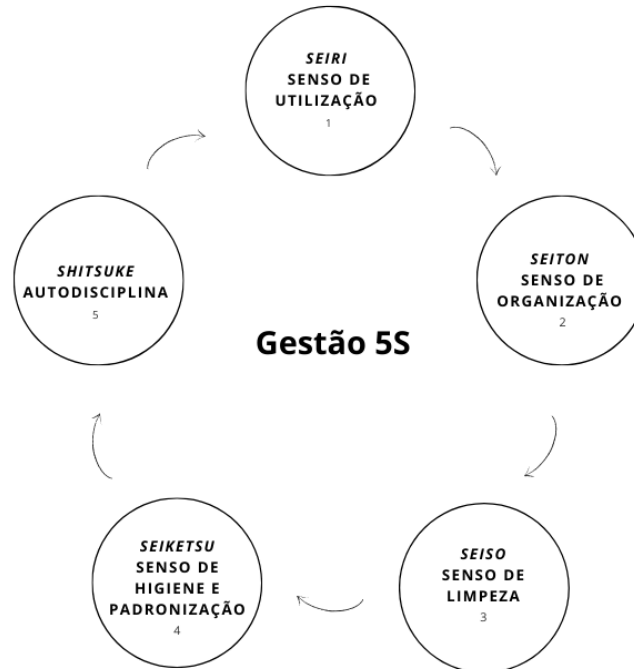 SEIRI
SENSO DE
UTILIZAÇÃO
1
SEITON
SENSO DE
ORGANIZAÇÃO
2
SEISO
SENSO DE
LIMPEZA
3
SEIKETSU
SENSO DE
HIGIENE E
PADRONIZAÇÃO
4
SHITSUKE
AUTODISCIPLINA
5
Gestão 5S